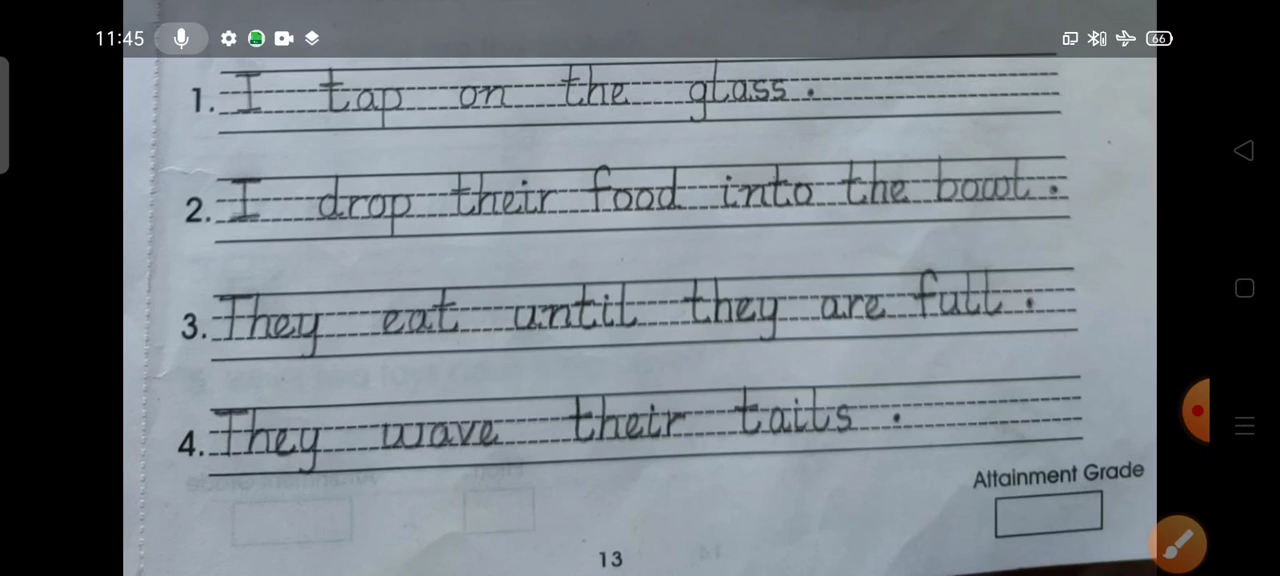 11:45
66
1. I tap on the glass.
2. I drop their food into the bowl.
3. They eat until they are full.
4. They wave their tails.
Attainment Grade
13